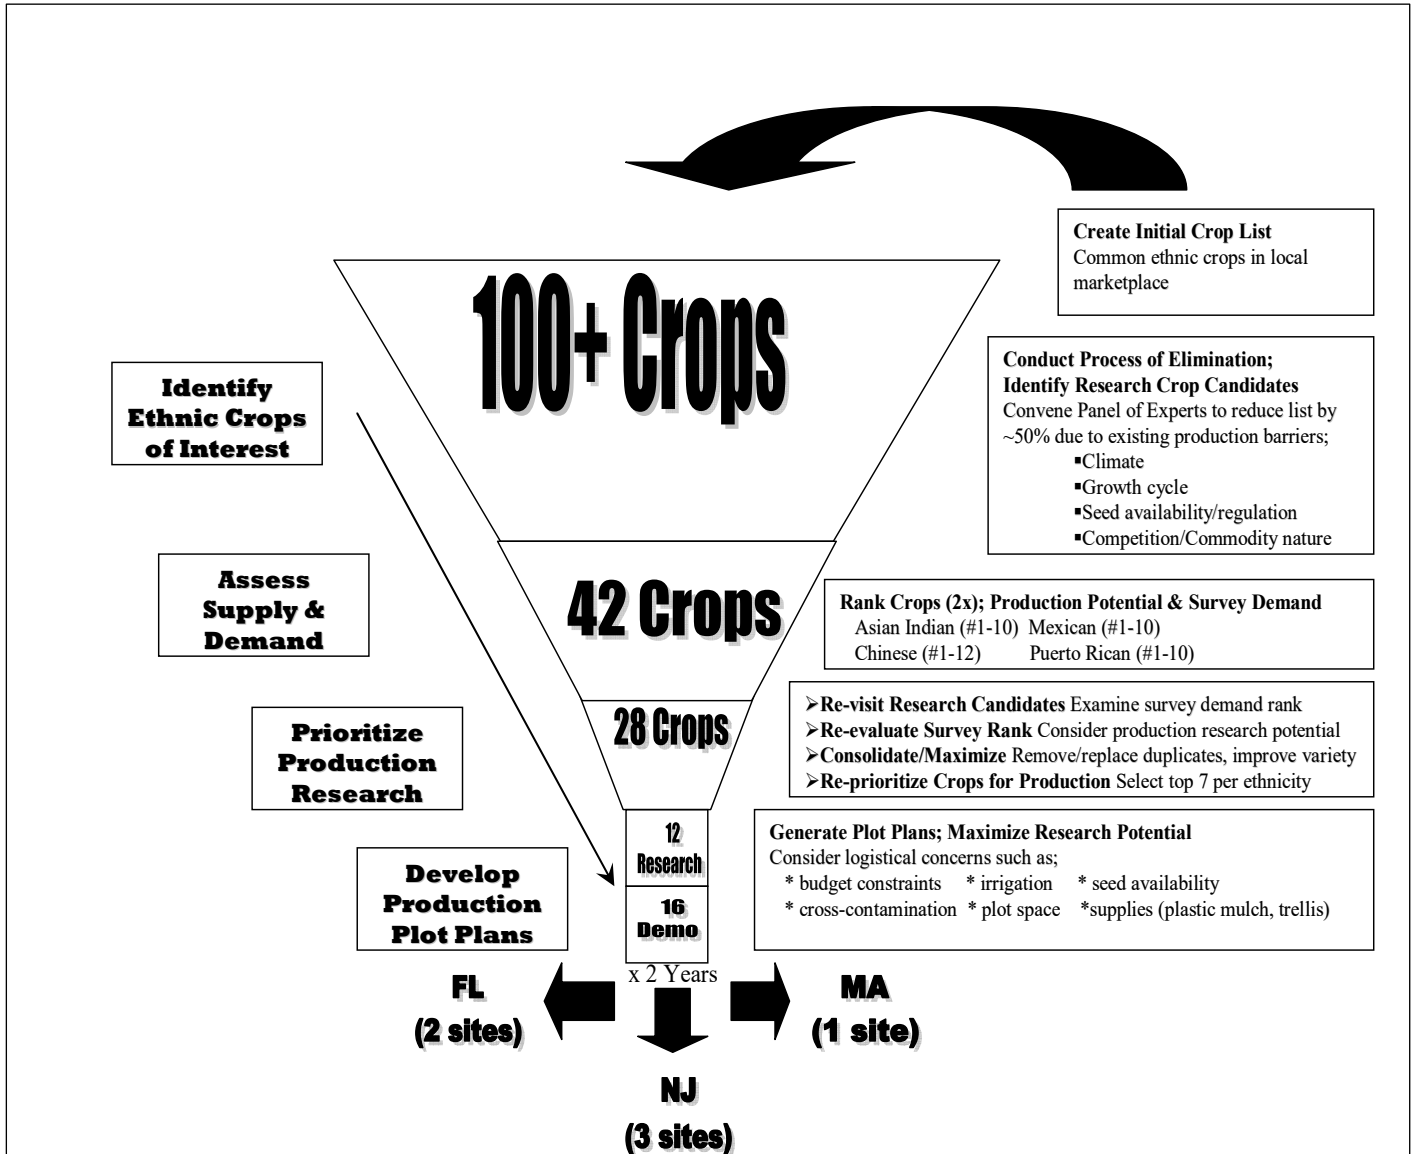 Create Initial Crop List
Common ethnic crops in local
marketplace
100+ Crops
Identify
Ethnic Crops
of Interest
Conduct Process of Elimination;
Identify Research Crop Candidates
Convene Panel of Experts to reduce list by
~50% due to existing production barriers;
▪Climate
▪Growth cycle
▪Seed availability/regulation
▪Competition/Commodity nature
Assess
Supply &
Demand
42 Crops
Rank Crops (2x); Production Potential & Survey Demand
Asian Indian (#1-10) Mexican (#1-10)
Chinese (#1-12) Puerto Rican (#1-10)
Prioritize
Production
Research
28 Crops
➢Re-visit Research Candidates Examine survey demand rank
➢Re-evaluate Survey Rank Consider production research potential
➢Consolidate/Maximize Remove/replace duplicates, improve variety
➢Re-prioritize Crops for Production Select top 7 per ethnicity
Develop
Production
Plot Plans
12
Research
16
Demo
Generate Plot Plans; Maximize Research Potential
Consider logistical concerns such as;
* budget constraints * irrigation * seed availability
* cross-contamination * plot space *supplies (plastic mulch, trellis)
x 2 Years
FL
(2 sites)
MA
(1 site)
NJ
(3 sites)